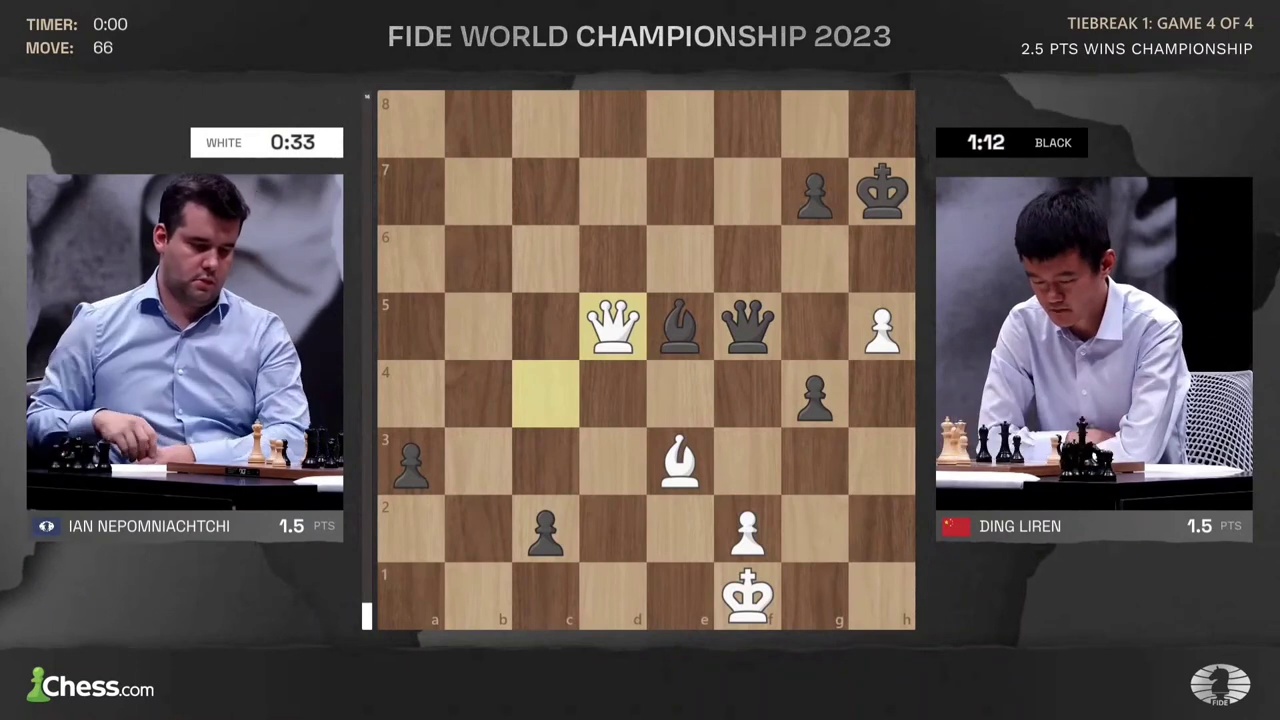 TIMER: 0:00
MOVE: 66
FIDE WORLD CHAMPIONSHIP 2023
TIEBREAK 1: GAME 4 OF 4
2.5 PTS WINS CHAMPIONSHIP
WHITE 0:33
1:12 BLACK
8
7
6
5
4
3
2
1
a b c d e f g h
IAN NEPOMNIACHTCHI 1.5 PTS
DING LIREN 1.5 PTS
Chess.com
FIDE